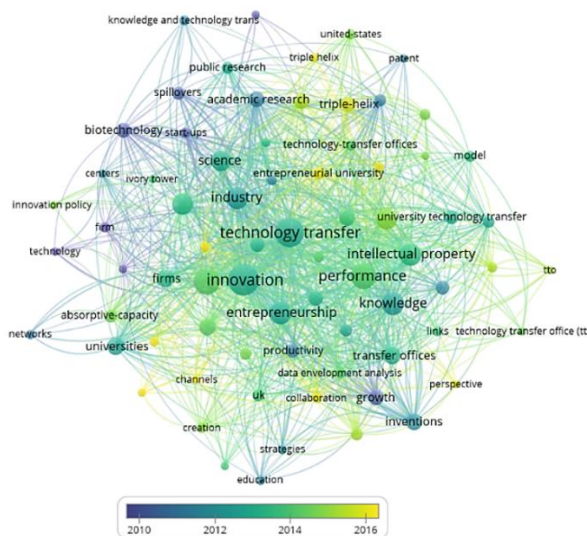 knowledge and technology trans
united-states
triple helix
patent
public research
spillovers
academic research
triple-helix
biotechnology
start-ups
technology-transfer offices
science
model
centers
ivory tower
entrepreneurial university
industry
innovation policy
university technology transfer
firm
technology transfer
technology
intellectual property
firms
innovation
performance
tto
knowledge
absorptive-capacity
entrepreneurship
networks
links
technology transfer office (tt
universities
productivity
transfer offices
data envelopment analysis
channels
perspective
uk
collaboration
growth
creation
inventions
strategies
education
2010
2012
2014
2016